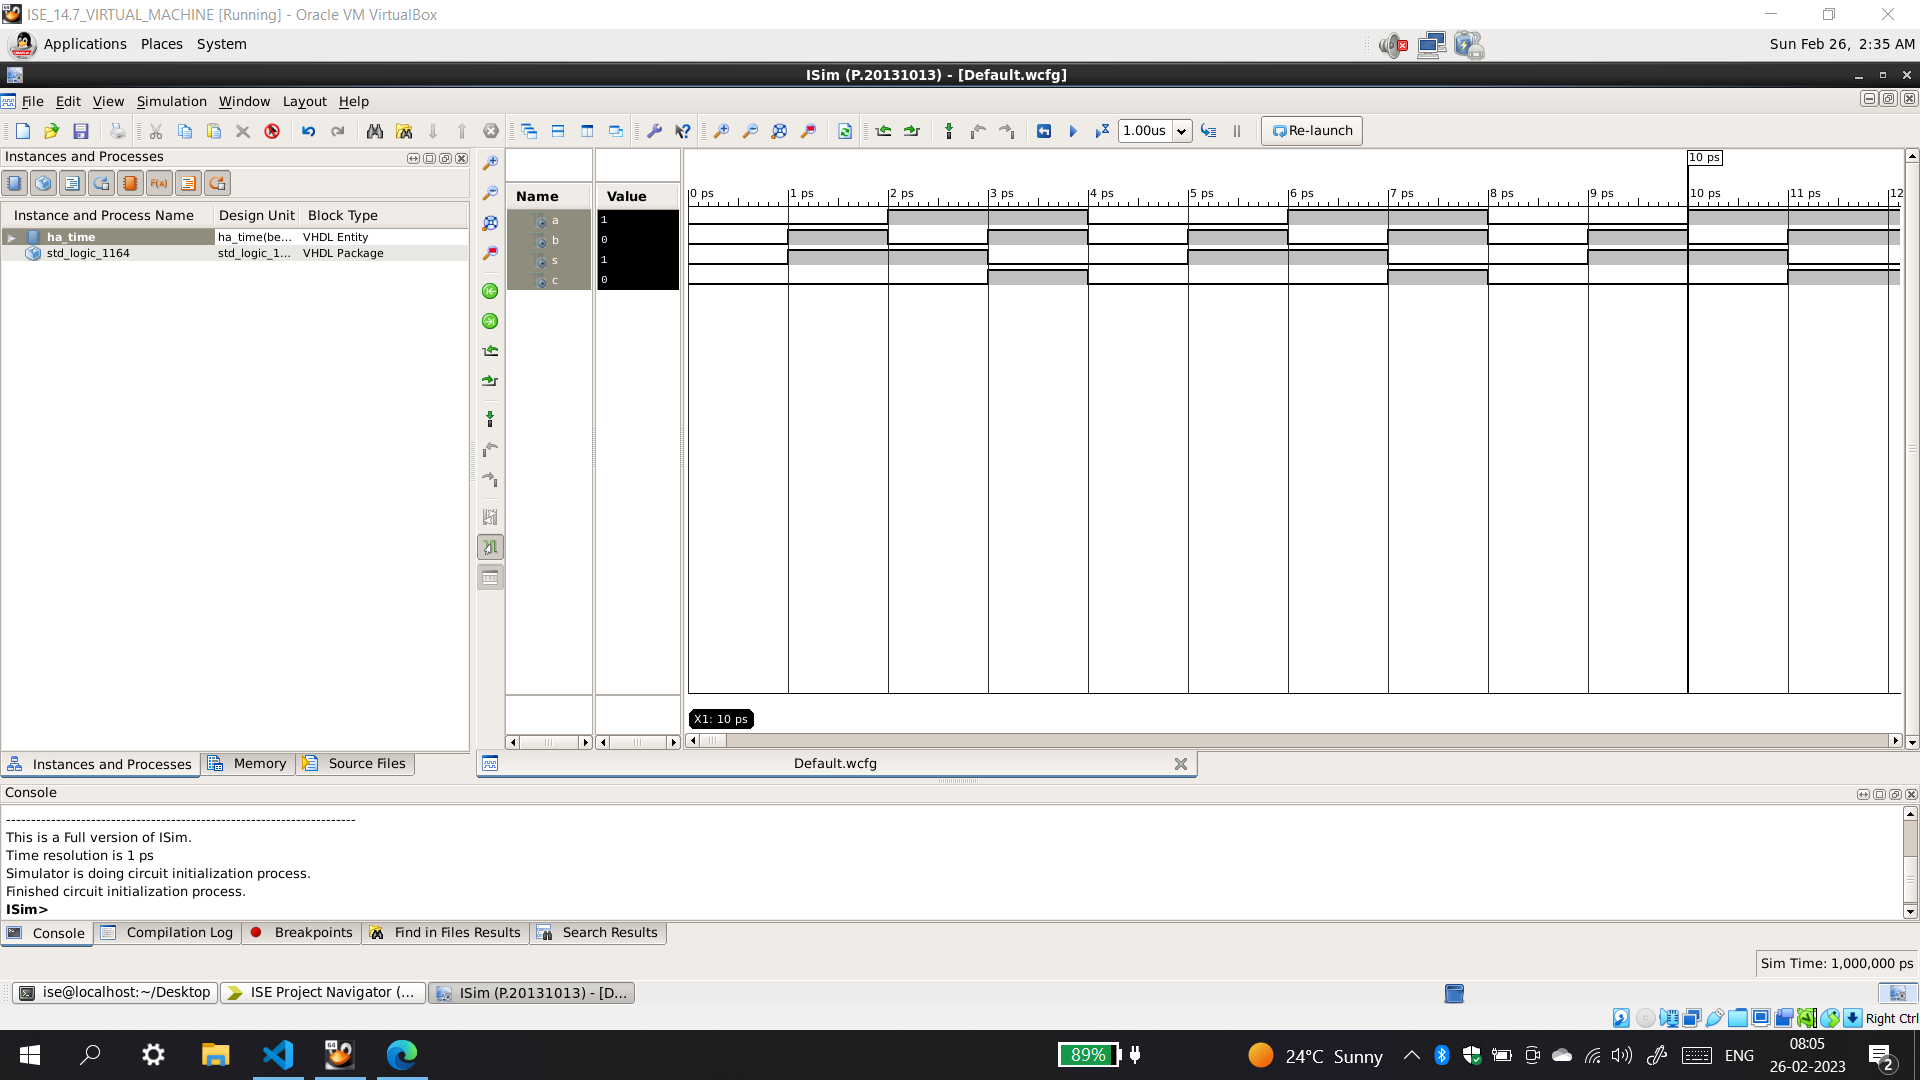 ISE_14.7_VIRTUAL_MACHINE [Running] - Oracle VM VirtualBox
Applications Places System
Sun Feb 26, 2:35 AM
ISim (P.20131013) - [Default.wcfg]
File Edit View Simulation Window Layout Help
1.00us
Re-launch
Instances and Processes
F(x)
Instance and Process Name Design Unit Block Type
ha_time ha_time(be... VHDL Entity
std_logic_1164 std_logic_1... VHDL Package
Name Value
a 1
b 0
s 1
c 0
10 ps
0 ps 1 ps 2 ps 3 ps 4 ps 5 ps 6 ps 7 ps 8 ps 9 ps 10 ps 11 ps 12
X1: 10 ps
Instances and Processes Memory Source Files
Default.wcfg
Console
----------------------------------------------------------------------
This is a Full version of ISim.
Time resolution is 1 ps
Simulator is doing circuit initialization process.
Finished circuit initialization process.
ISim>
Console Compilation Log Breakpoints Find in Files Results Search Results
Sim Time: 1,000,000 ps
ise@localhost:~/Desktop ISE Project Navigator (... ISim (P.20131013) - [D...
Right Ctrl
89%
24°C Sunny
ENG
08:05
26-02-2023
2